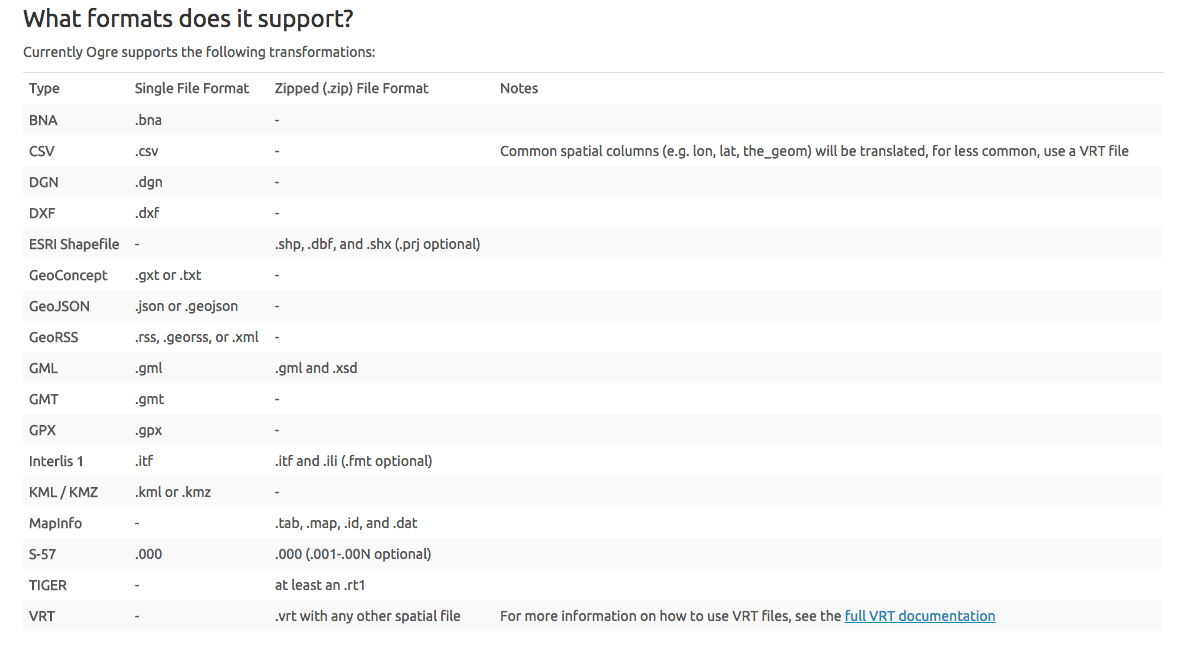 What formats does it support?
Currently Ogre supports the following transformations:
Type Single File Format Zipped (.zip) File Format Notes
BNA .bna -
CSV .csv - Common spatial columns (e.g. lon, lat, the_geom) will be translated, for less common, use a VRT file
DGN .dgn -
DXF .dxf -
ESRI Shapefile - .shp, .dbf, and .shx (.prj optional)
GeoConcept .gxt or .txt -
GeoJSON .json or .geojson -
GeoRSS .rss, .georss, or .xml -
GML .gml .gml and .xsd
GMT .gmt -
GPX .gpx -
Interlis 1 .itf .itf and .ili (.fmt optional)
KML / KMZ .kml or .kmz -
MapInfo - .tab, .map, .id, and .dat
S-57 .000 .000 (.001-.00N optional)
TIGER - at least an .rt1
VRT - .vrt with any other spatial file For more information on how to use VRT files, see the full VRT documentation